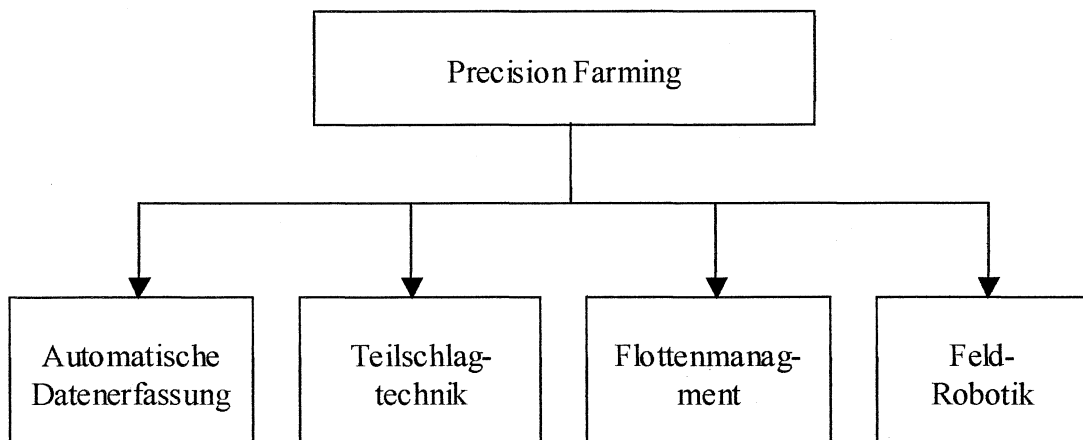 Precision Farming
Automatische
Datenerfassung
Teilschlag-
technik
Flottenmanag-
ment
Feld-
Robotik